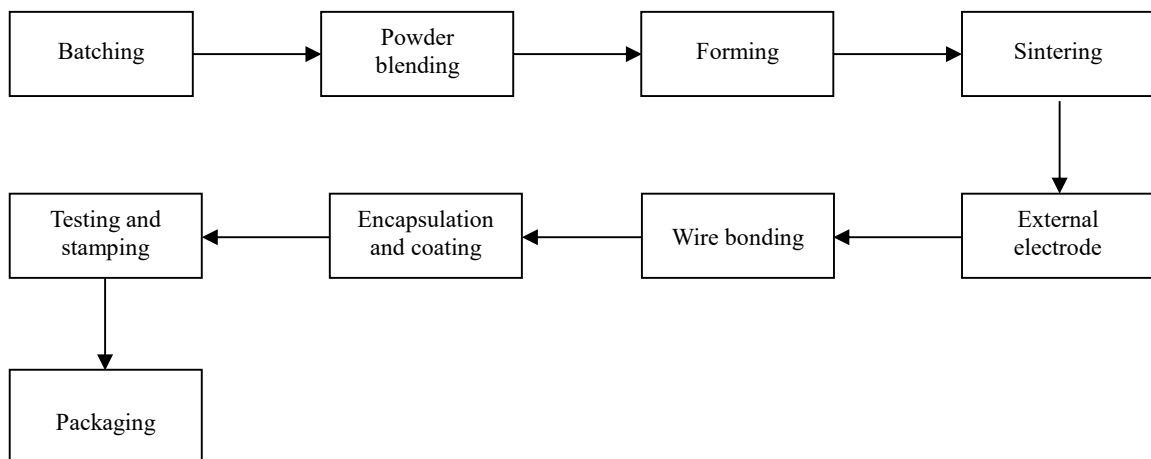 Batching
Powder
blending
Forming
Sintering
External
electrode
Wire bonding
Encapsulation
and coating
Testing and
stamping
Packaging